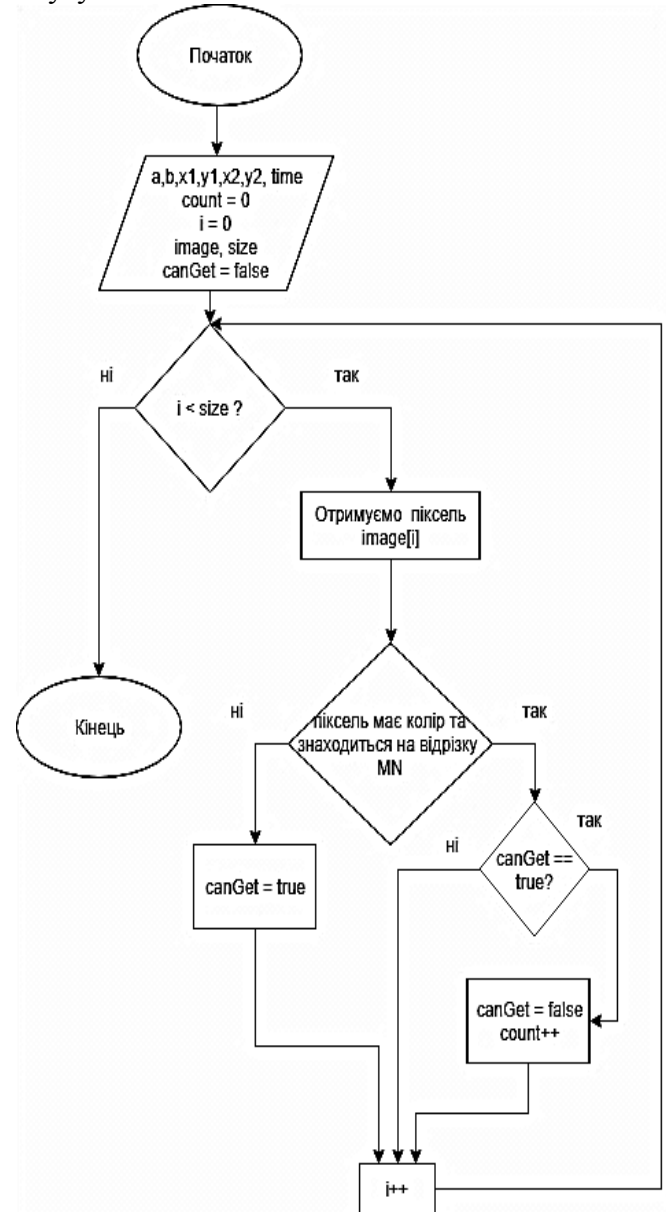 Початок
a,b,x1,y1,x2,y2, time
count = 0
i = 0
image, size
canGet = false
ні
так
i < size ?
Отримуємо піксель
image[i]
Кінець
ні
так
піксель має колір та
знаходиться на відрізку
MN
canGet = true
ні
так
canGet ==
true?
canGet = false
count++
i++